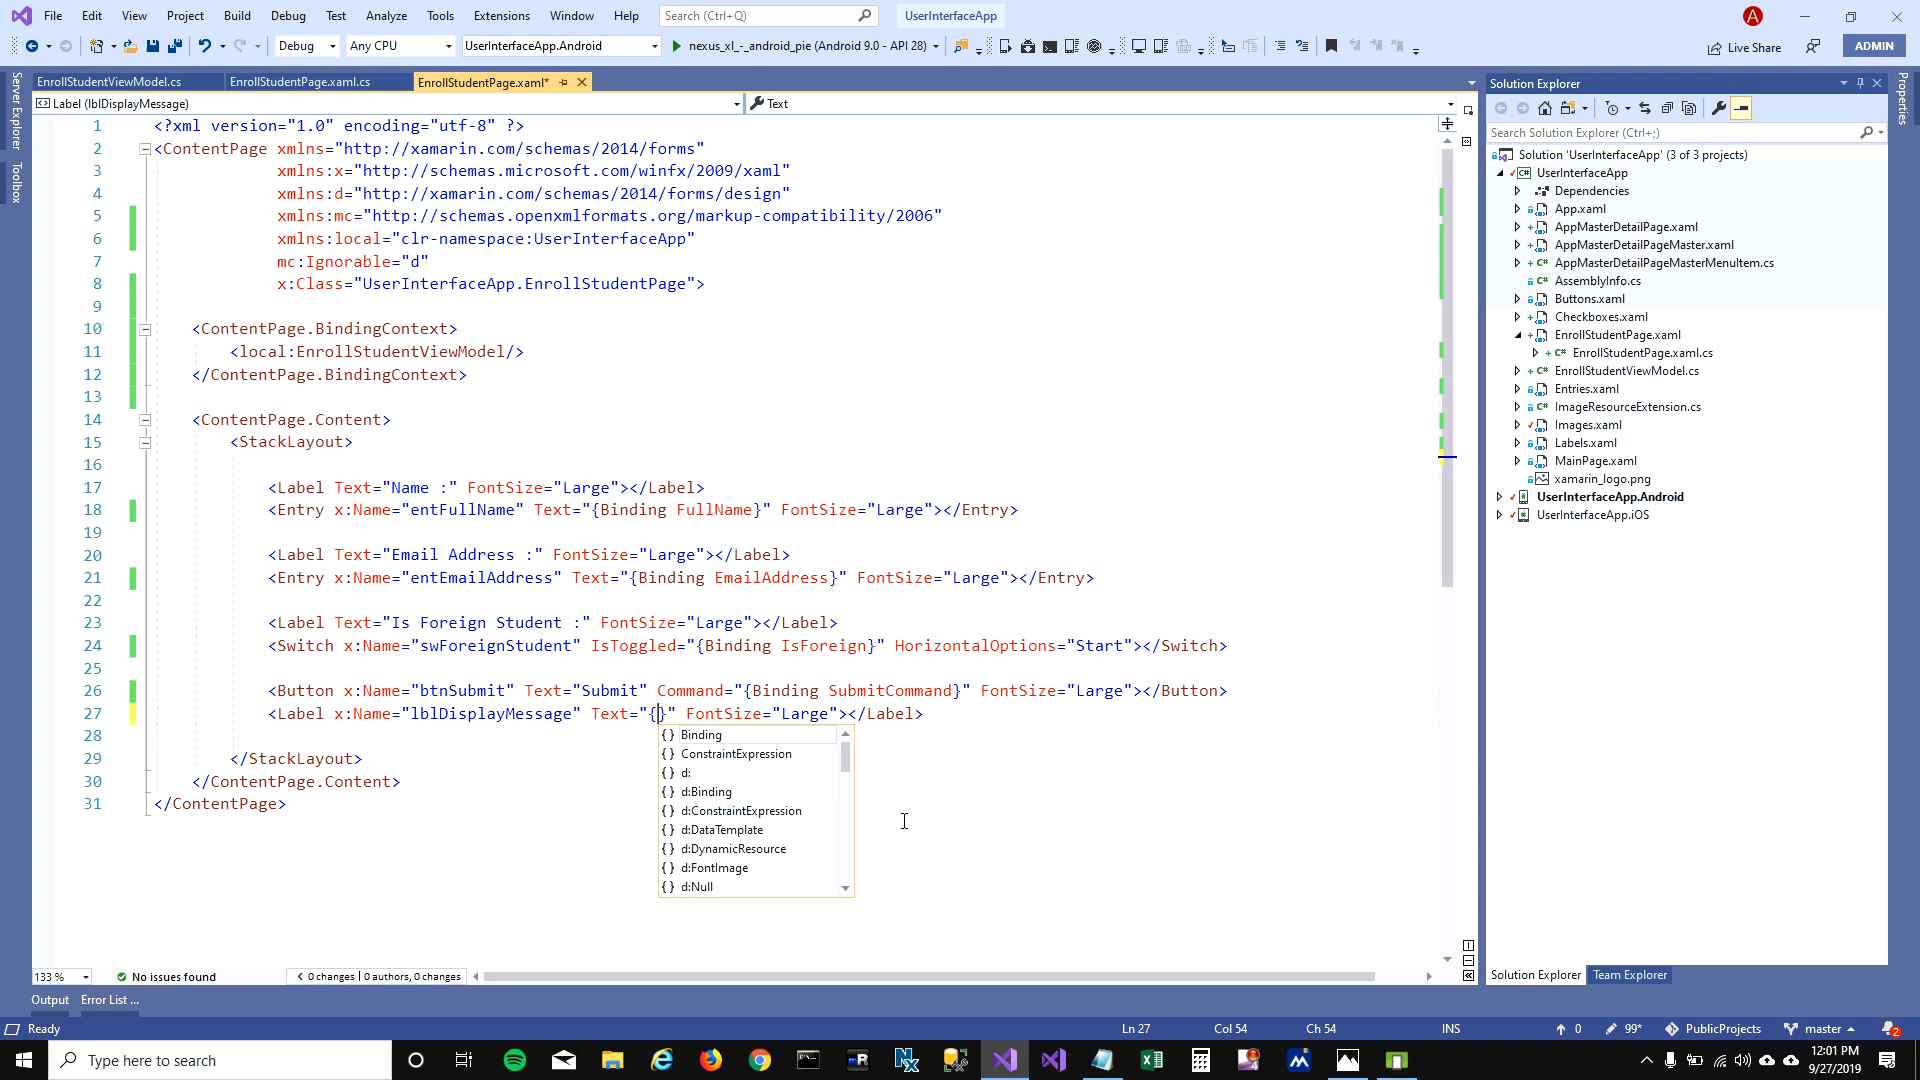 File Edit View Project Build Debug Test Analyze Tools Extensions Window Help Search (Ctrl+Q) UserInterfaceApp A
Debug Any CPU UserInterfaceApp.Android nexus_xl_-_android_pie (Android 9.0 - API 28) Live Share ADMIN
Server Explorer
Toolbox
EnrollStudentViewModel.cs EnrollStudentPage.xaml.cs EnrollStudentPage.xaml*
Label (lblDisplayMessage) Text
1 <?xml version="1.0" encoding="utf-8" ?>
2 <ContentPage xmlns="http://xamarin.com/schemas/2014/forms"
3 xmlns:x="http://schemas.microsoft.com/winfx/2009/xaml"
4 xmlns:d="http://xamarin.com/schemas/2014/forms/design"
5 xmlns:mc="http://schemas.openxmlformats.org/markup-compatibility/2006"
6 xmlns:local="clr-namespace:UserInterfaceApp"
7 mc:Ignorable="d"
8 x:Class="UserInterfaceApp.EnrollStudentPage">
9
10 <ContentPage.BindingContext>
11 <local:EnrollStudentViewModel/>
12 </ContentPage.BindingContext>
13
14 <ContentPage.Content>
15 <StackLayout>
16
17 <Label Text="Name :" FontSize="Large"></Label>
18 <Entry x:Name="entFullName" Text="{Binding FullName}" FontSize="Large"></Entry>
19
20 <Label Text="Email Address :" FontSize="Large"></Label>
21 <Entry x:Name="entEmailAddress" Text="{Binding EmailAddress}" FontSize="Large"></Entry>
22
23 <Label Text="Is Foreign Student :" FontSize="Large"></Label>
24 <Switch x:Name="swForeignStudent" IsToggled="{Binding IsForeign}" HorizontalOptions="Start"></Switch>
25
26 <Button x:Name="btnSubmit" Text="Submit" Command="{Binding SubmitCommand}" FontSize="Large"></Button>
27 <Label x:Name="lblDisplayMessage" Text="{}" FontSize="Large"></Label>
28
29 </StackLayout>
30 </ContentPage.Content>
31 </ContentPage>
{} Binding
{} ConstraintExpression
{} d:
{} d:Binding
{} d:ConstraintExpression
{} d:DataTemplate
{} d:DynamicResource
{} d:FontImage
{} d:Null
133 % No issues found 0 changes | 0 authors, 0 changes
Output Error List ...
Solution Explorer
Search Solution Explorer (Ctrl+;)
Solution 'UserInterfaceApp' (3 of 3 projects)
UserInterfaceApp
Dependencies
App.xaml
AppMasterDetailPage.xaml
AppMasterDetailPageMaster.xaml
AppMasterDetailPageMasterMenuItem.cs
AssemblyInfo.cs
Buttons.xaml
Checkboxes.xaml
EnrollStudentPage.xaml
EnrollStudentPage.xaml.cs
EnrollStudentViewModel.cs
Entries.xaml
ImageResourceExtension.cs
Images.xaml
Labels.xaml
MainPage.xaml
xamarin_logo.png
UserInterfaceApp.Android
UserInterfaceApp.iOS
Solution Explorer Team Explorer
Properties
Ready Ln 27 Col 54 Ch 54 INS 0 99* PublicProjects master 2
Type here to search
12:01 PM
9/27/2019